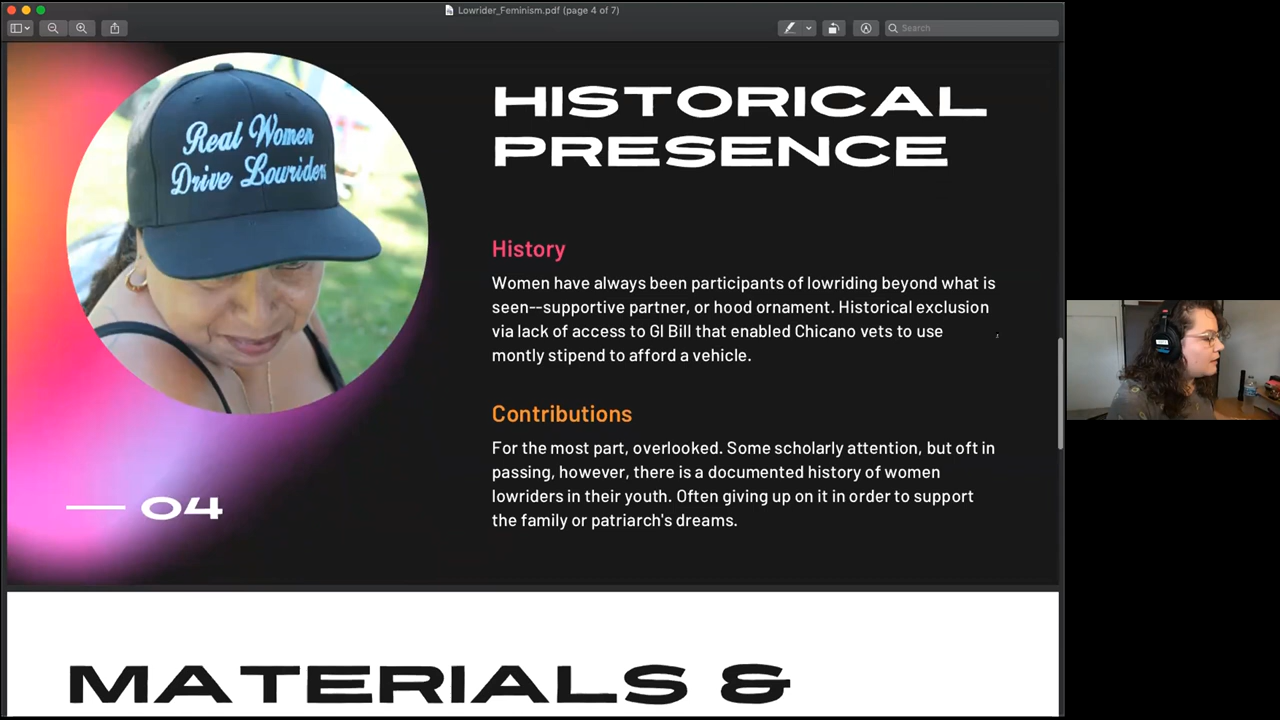 Lowrider_Feminism.pdf (page 4 of 7)
Search
Real Women
Drive Lowriders
HISTORICAL
PRESENCE
History
Women have always been participants of lowriding beyond what is
seen--supportive partner, or hood ornament. Historical exclusion
via lack of access to GI Bill that enabled Chicano vets to use
montly stipend to afford a vehicle.
Contributions
For the most part, overlooked. Some scholarly attention, but oft in
passing, however, there is a documented history of women
lowriders in their youth. Often giving up on it in order to support
the family or patriarch's dreams.
04
MATERIALS &